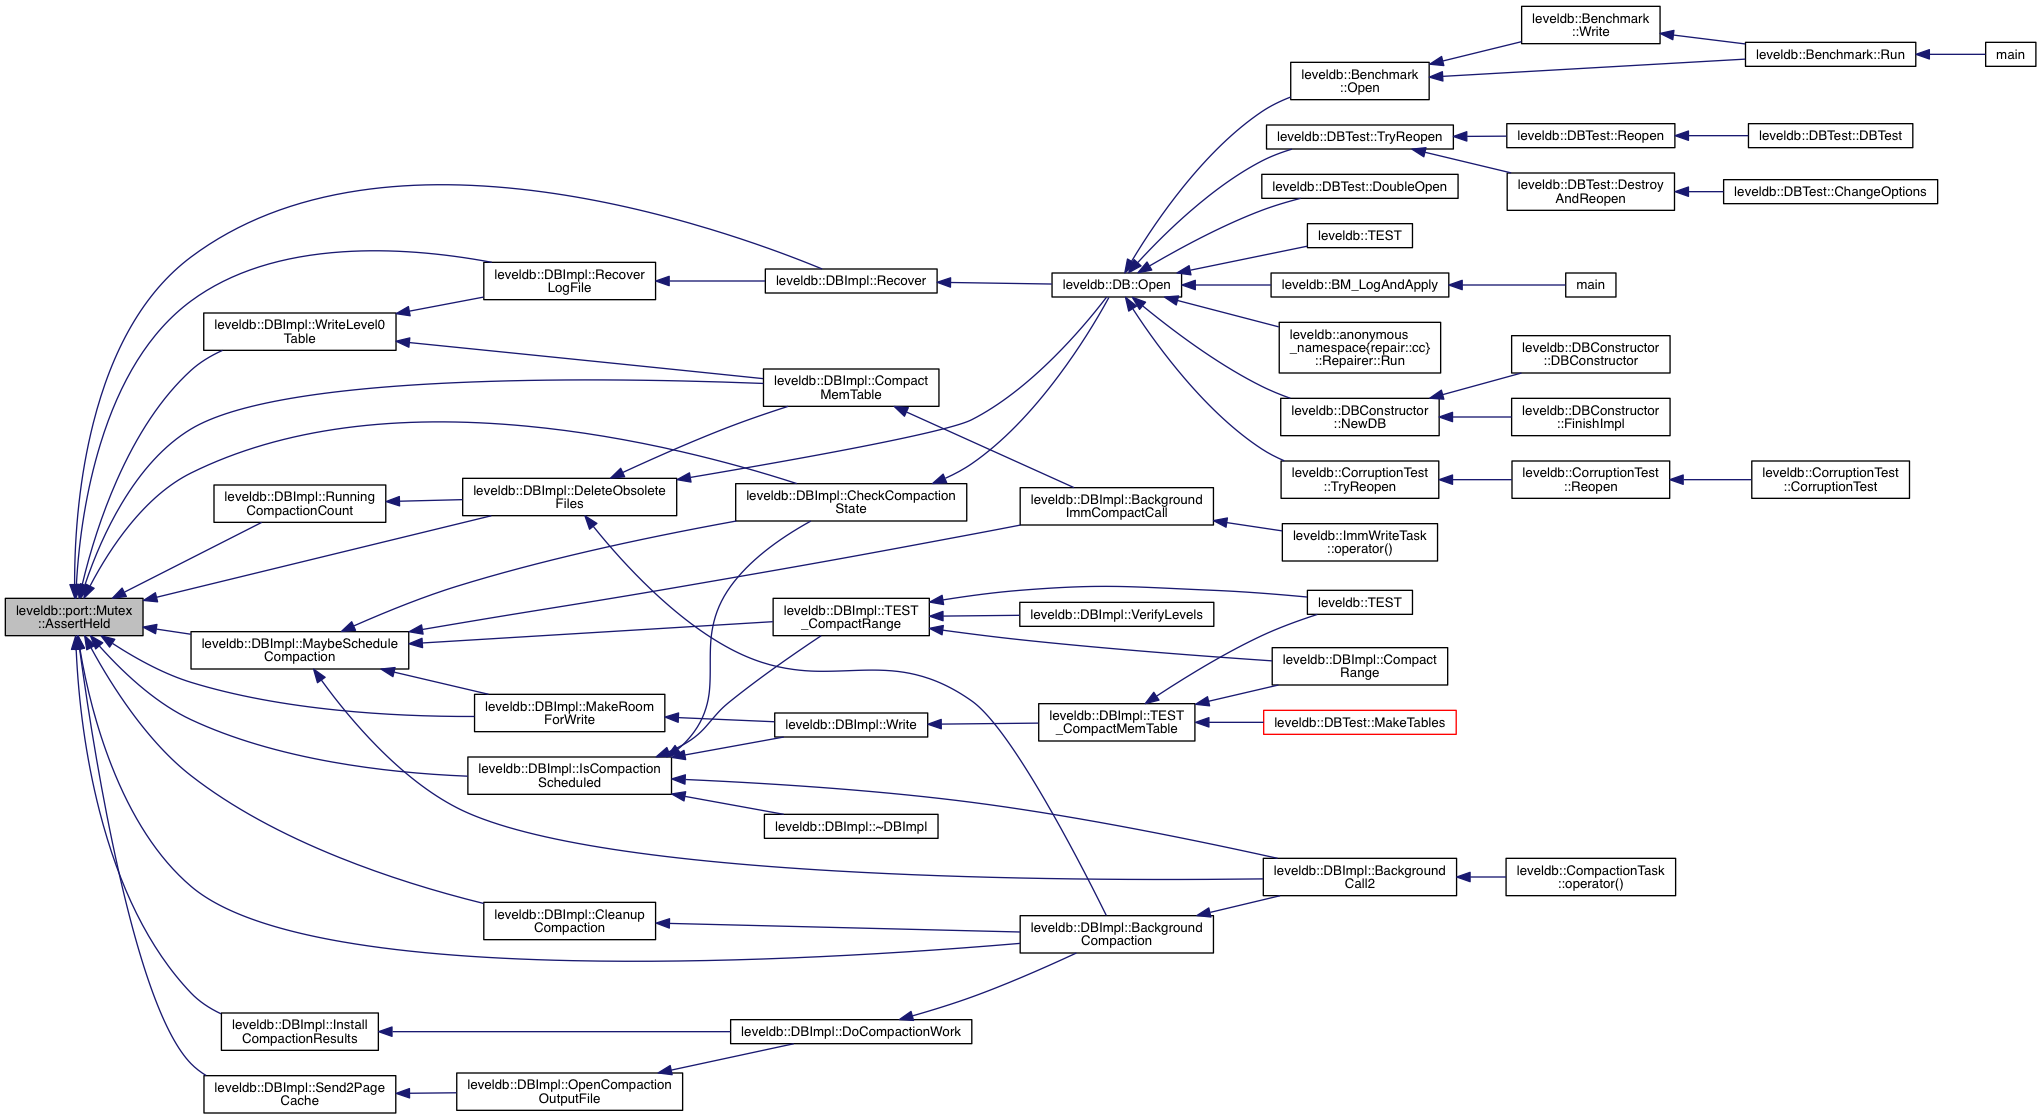 leveldb::Benchmark
::Write
leveldb::Benchmark::Run
main
leveldb::Benchmark
::Open
leveldb::DBTest::TryReopen
leveldb::DBTest::Reopen
leveldb::DBTest::DBTest
leveldb::DBTest::DoubleOpen
leveldb::DBTest::Destroy
AndReopen
leveldb::DBTest::ChangeOptions
leveldb::TEST
leveldb::DBImpl::Recover
LogFile
leveldb::DBImpl::Recover
leveldb::DB::Open
leveldb::BM_LogAndApply
main
leveldb::DBImpl::WriteLevel0
Table
leveldb::anonymous
_namespace{repair::cc}
::Repairer::Run
leveldb::DBConstructor
::DBConstructor
leveldb::DBImpl::Compact
MemTable
leveldb::DBConstructor
::NewDB
leveldb::DBConstructor
::FinishImpl
leveldb::CorruptionTest
::TryReopen
leveldb::CorruptionTest
::Reopen
leveldb::CorruptionTest
::CorruptionTest
leveldb::DBImpl::Running
CompactionCount
leveldb::DBImpl::DeleteObsolete
Files
leveldb::DBImpl::CheckCompaction
State
leveldb::DBImpl::Background
ImmCompactCall
leveldb::ImmWriteTask
::operator()
leveldb::port::Mutex
::AssertHeld
leveldb::DBImpl::TEST
_CompactRange
leveldb::DBImpl::VerifyLevels
leveldb::TEST
leveldb::DBImpl::MaybeSchedule
Compaction
leveldb::DBImpl::Compact
Range
leveldb::DBImpl::MakeRoom
ForWrite
leveldb::DBImpl::Write
leveldb::DBImpl::TEST
_CompactMemTable
leveldb::DBTest::MakeTables
leveldb::DBImpl::IsCompaction
Scheduled
leveldb::DBImpl::~DBImpl
leveldb::DBImpl::Background
Call2
leveldb::CompactionTask
::operator()
leveldb::DBImpl::Cleanup
Compaction
leveldb::DBImpl::Background
Compaction
leveldb::DBImpl::Install
CompactionResults
leveldb::DBImpl::DoCompactionWork
leveldb::DBImpl::Send2Page
Cache
leveldb::DBImpl::OpenCompaction
OutputFile